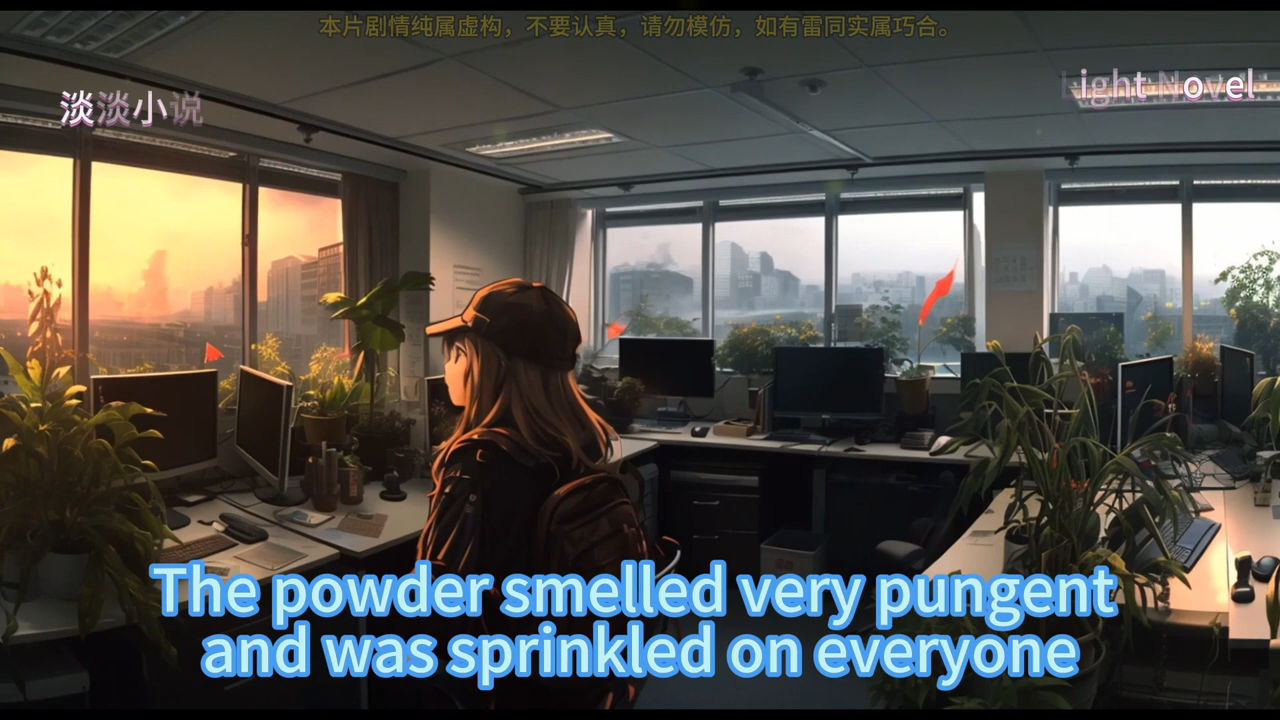 本片剧情纯属虚构，不要认真，请勿模仿，如有雷同实属巧合。
淡淡小说
Light Novel
The powder smelled very pungent
and was sprinkled on everyone